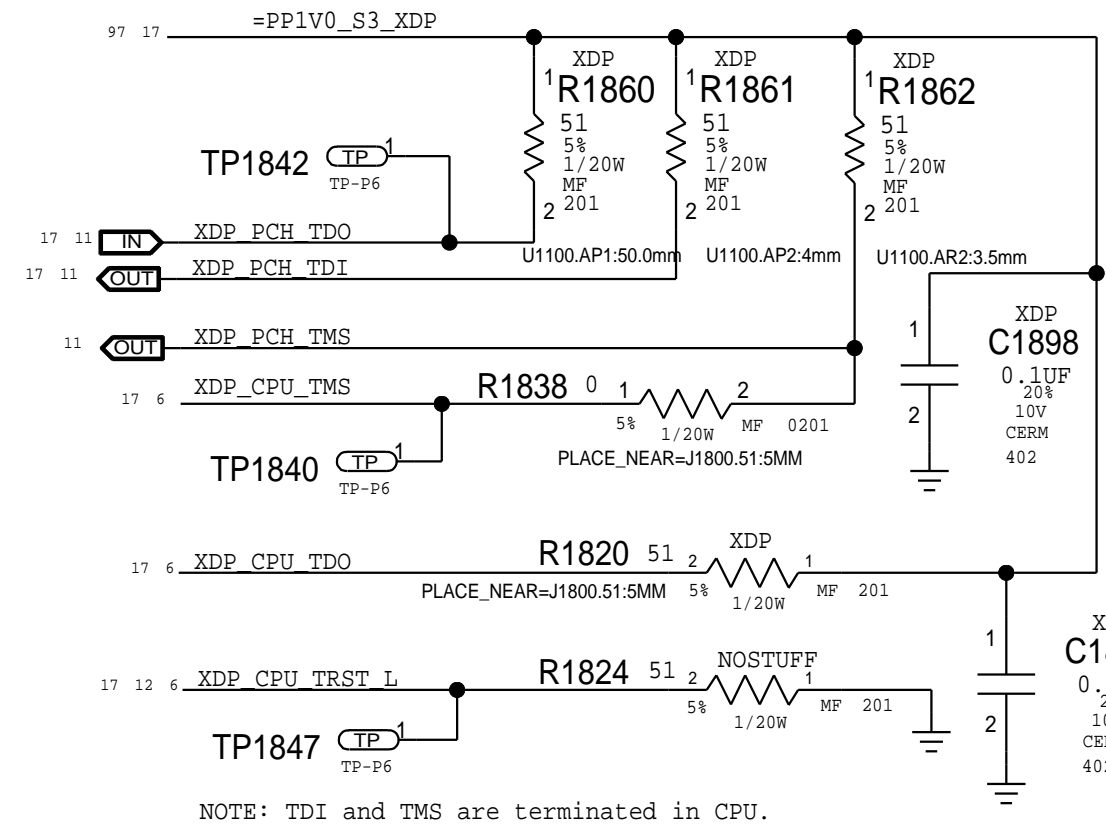 97 17 =PP1V0_S3_XDP
XDP XDP XDP
1 R1860 1 R1861 1 R1862
51 51 51
5% 5% 5%
1/20W 1/20W 1/20W
MF MF MF
2 201 2 201 2 201
TP1842 TP 1
TP-P6
17 11 IN XDP_PCH_TDO
U1100.AP1:50.0mm U1100.AP2:4mm U1100.AR2:3.5mm
17 11 OUT XDP_PCH_TDI
11 OUT XDP_PCH_TMS
1 XDP
C1898
0.1UF
20%
2 10V
CERM
402
17 6 XDP_CPU_TMS R1838 0 1 2
5% 1/20W MF 0201
PLACE_NEAR=J1800.51:5MM
TP1840 TP 1
TP-P6
17 6 XDP_CPU_TDO R1820 51 2 XDP 1
PLACE_NEAR=J1800.51:5MM 5% 1/20W MF 201
17 12 6 XDP_CPU_TRST_L R1824 51 2 NOSTUFF 1
5% 1/20W MF 201
TP1847 TP 1
TP-P6
1
2
NOTE: TDI and TMS are terminated in CPU.